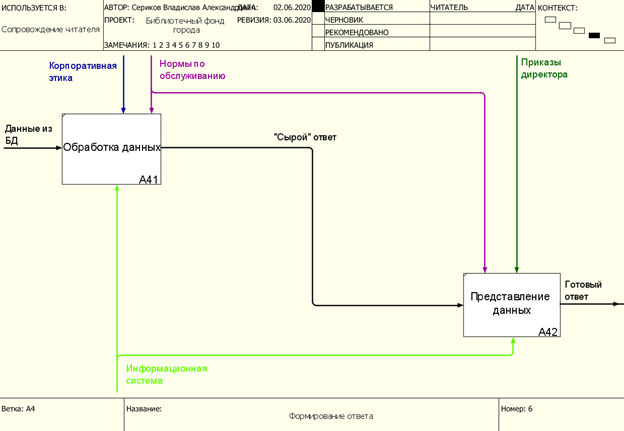 ИСПОЛЬЗУЕТСЯ В:
Сопровождение читателя
АВТОР: Сериков Владислав Александрович
ДАТА: 02.06.2020
ПРОЕКТ: Библиотечный фонд
города
РЕВИЗИЯ: 03.06.2020
ЗАМЕЧАНИЯ: 1 2 3 4 5 6 7 8 9 10
РАЗРАБАТЫВАЕТСЯ
ЧЕРНОВИК
РЕКОМЕНДОВАНО
ПУБЛИКАЦИЯ
ЧИТАТЕЛЬ
ДАТА
КОНТЕКСТ:
Корпоративная
этика
Нормы по
обслуживанию
Приказы
директора
Данные из
БД
Обработка данных
A41
"Сырой" ответ
Представление
данных
A42
Готовый
ответ
Информационная
система
Ветка: A4
Название:
Формирование ответа
Номер: 6